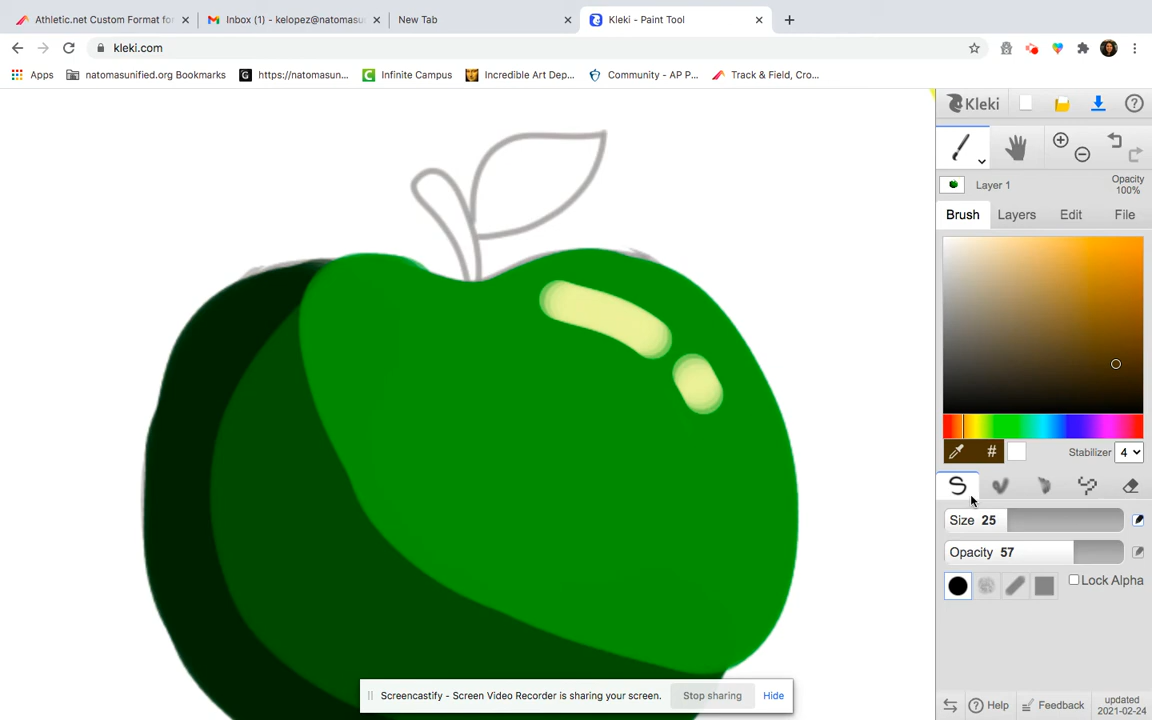 Athletic.net Custom Format for
Inbox (1) - kelopez@natomasus
New Tab
Kleki - Paint Tool
kleki.com
Apps
natomasunified.org Bookmarks
https://natomasun...
Infinite Campus
Incredible Art Dep...
Community - AP P...
Track & Field, Cro...
Kleki
Layer 1
Opacity
100%
Brush
Layers
Edit
File
#
Stabilizer 4
Size 25
Opacity 57
Lock Alpha
Screencastify - Screen Video Recorder is sharing your screen.
Stop sharing
Hide
Help
Feedback
updated
2021-02-24